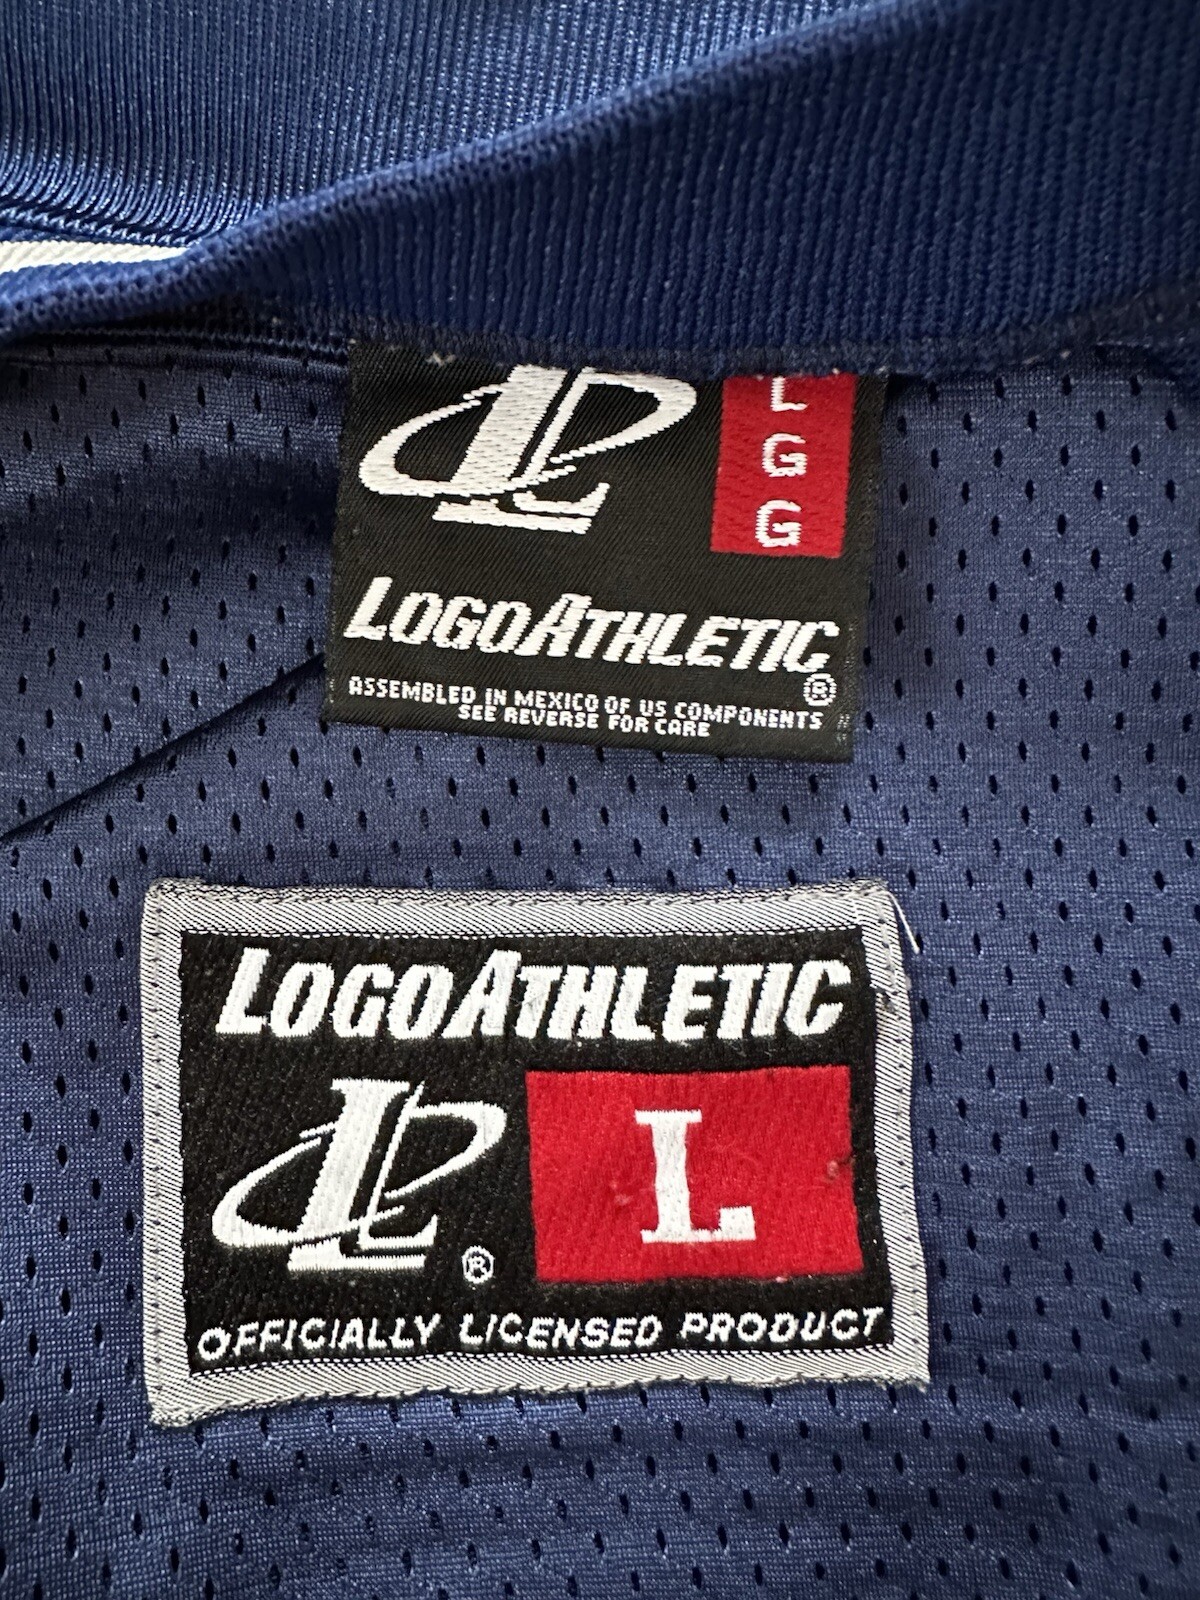 L
G
G
LOGOATHLETIC
®
ASSEMBLED IN MEXICO OF US COMPONENTS
SEE REVERSE FOR CARE
LOGOATHLETIC
L
®
OFFICIALLY LICENSED PRODUCT